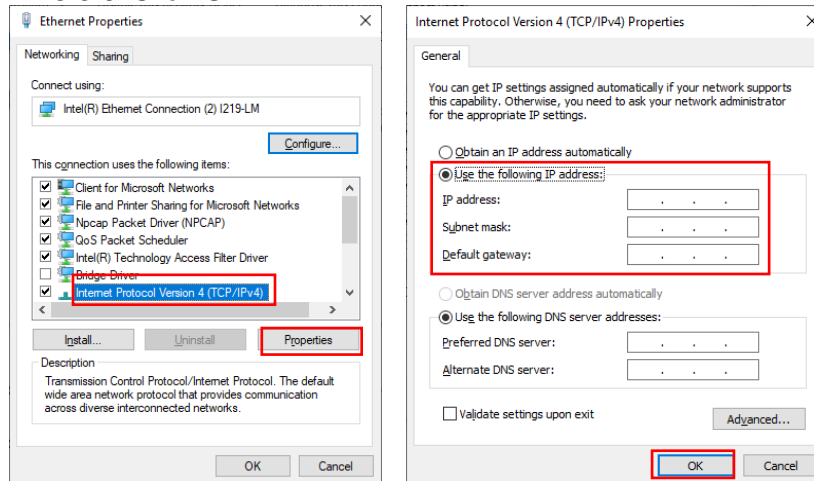 Ethernet Properties
Networking Sharing
Connect using:
Intel(R) Ethernet Connection (2) I219-LM
Configure...
This connection uses the following items:
Client for Microsoft Networks
File and Printer Sharing for Microsoft Networks
Npcap Packet Driver (NPCAP)
QoS Packet Scheduler
Intel(R) Technology Access Filter Driver
Bridge Driver
Internet Protocol Version 4 (TCP/IPv4)
Install... Uninstall Properties
Description
Transmission Control Protocol/Internet Protocol. The default
wide area network protocol that provides communication
across diverse interconnected networks.
OK Cancel
Internet Protocol Version 4 (TCP/IPv4) Properties
General
You can get IP settings assigned automatically if your network supports
this capability. Otherwise, you need to ask your network administrator
for the appropriate IP settings.
Obtain an IP address automatically
Use the following IP address:
IP address:
Subnet mask:
Default gateway:
Obtain DNS server address automatically
Use the following DNS server addresses:
Preferred DNS server:
Alternate DNS server:
Validate settings upon exit
Advanced...
OK Cancel